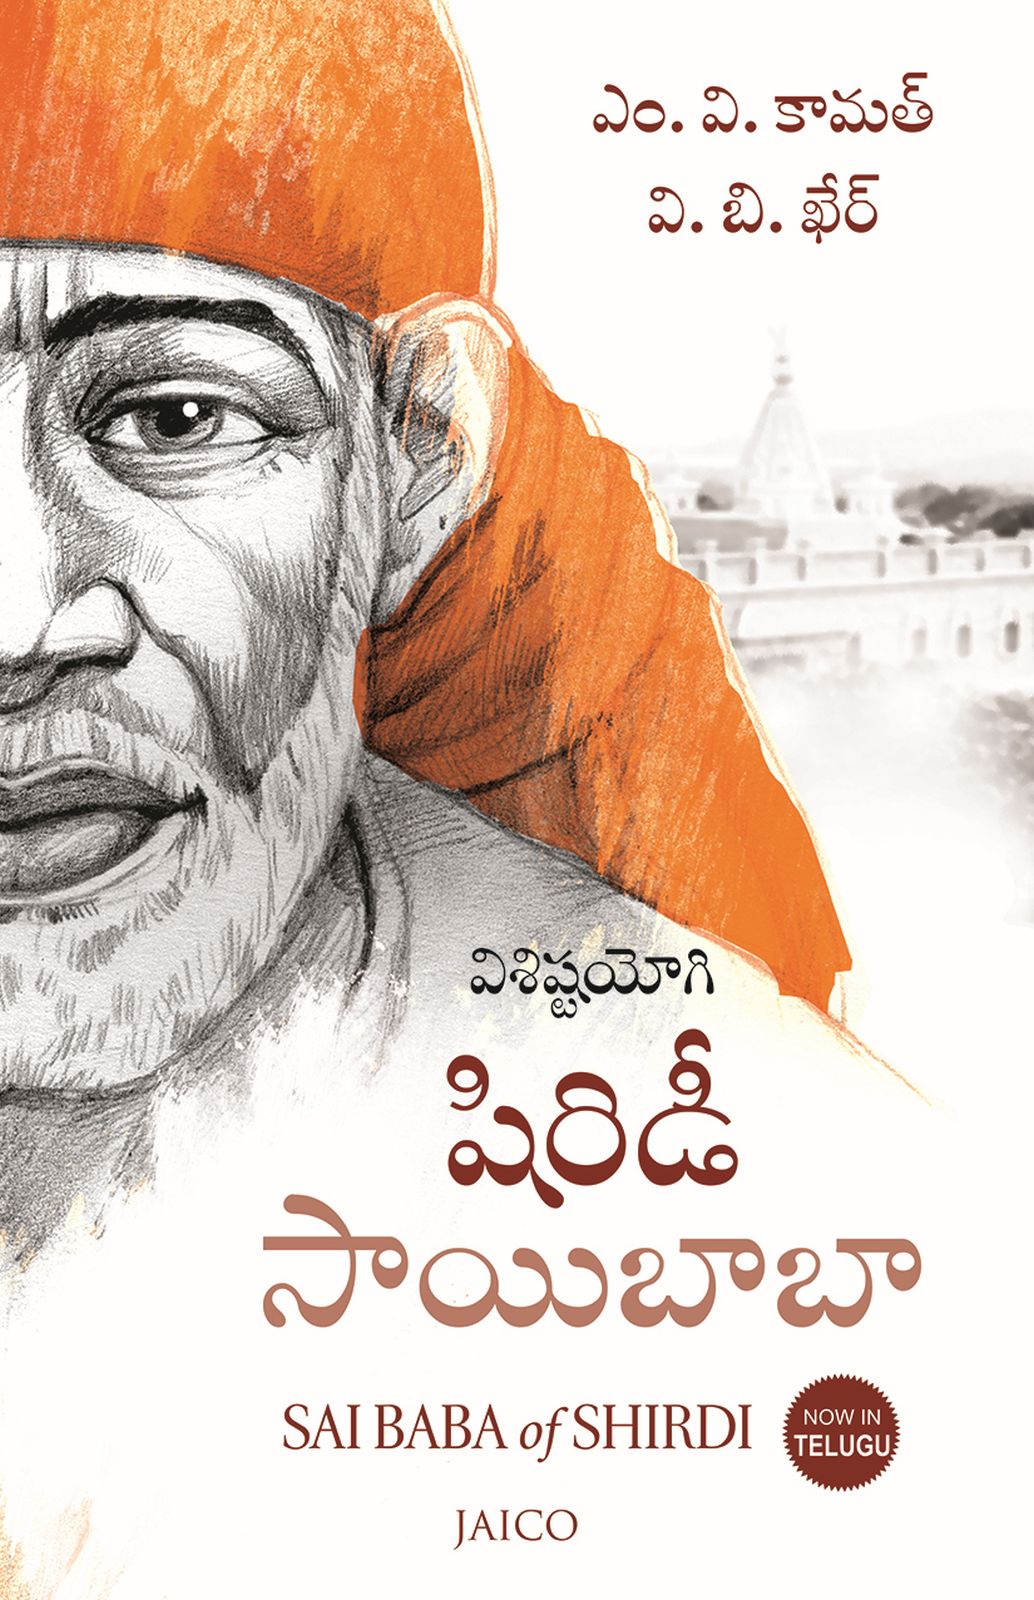 ఎం. వి. కామత్
వి. బి. ఖేర్
విశిష్టయోగి
షిరిడీ
సాయిబాబా
SAI BABA of SHIRDI
NOW IN
TELUGU
JAICO